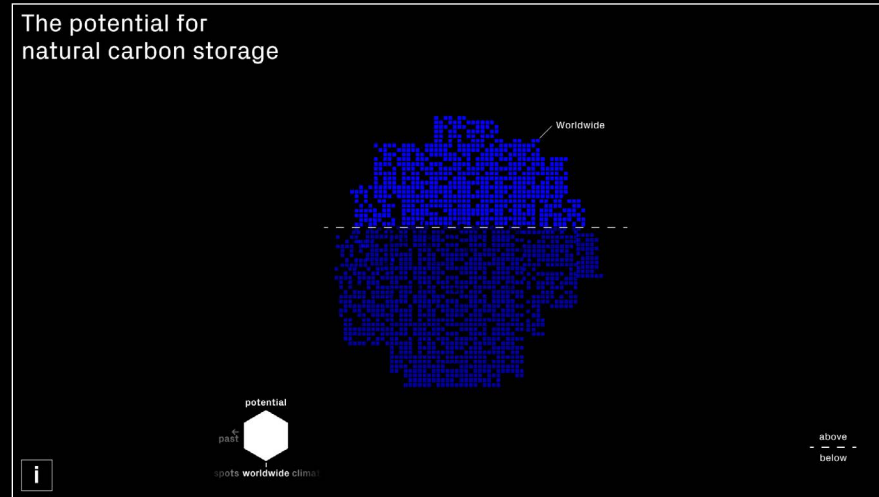 The potential for
natural carbon storage
Worldwide
potential
past
spots worldwide climat
above
below
i